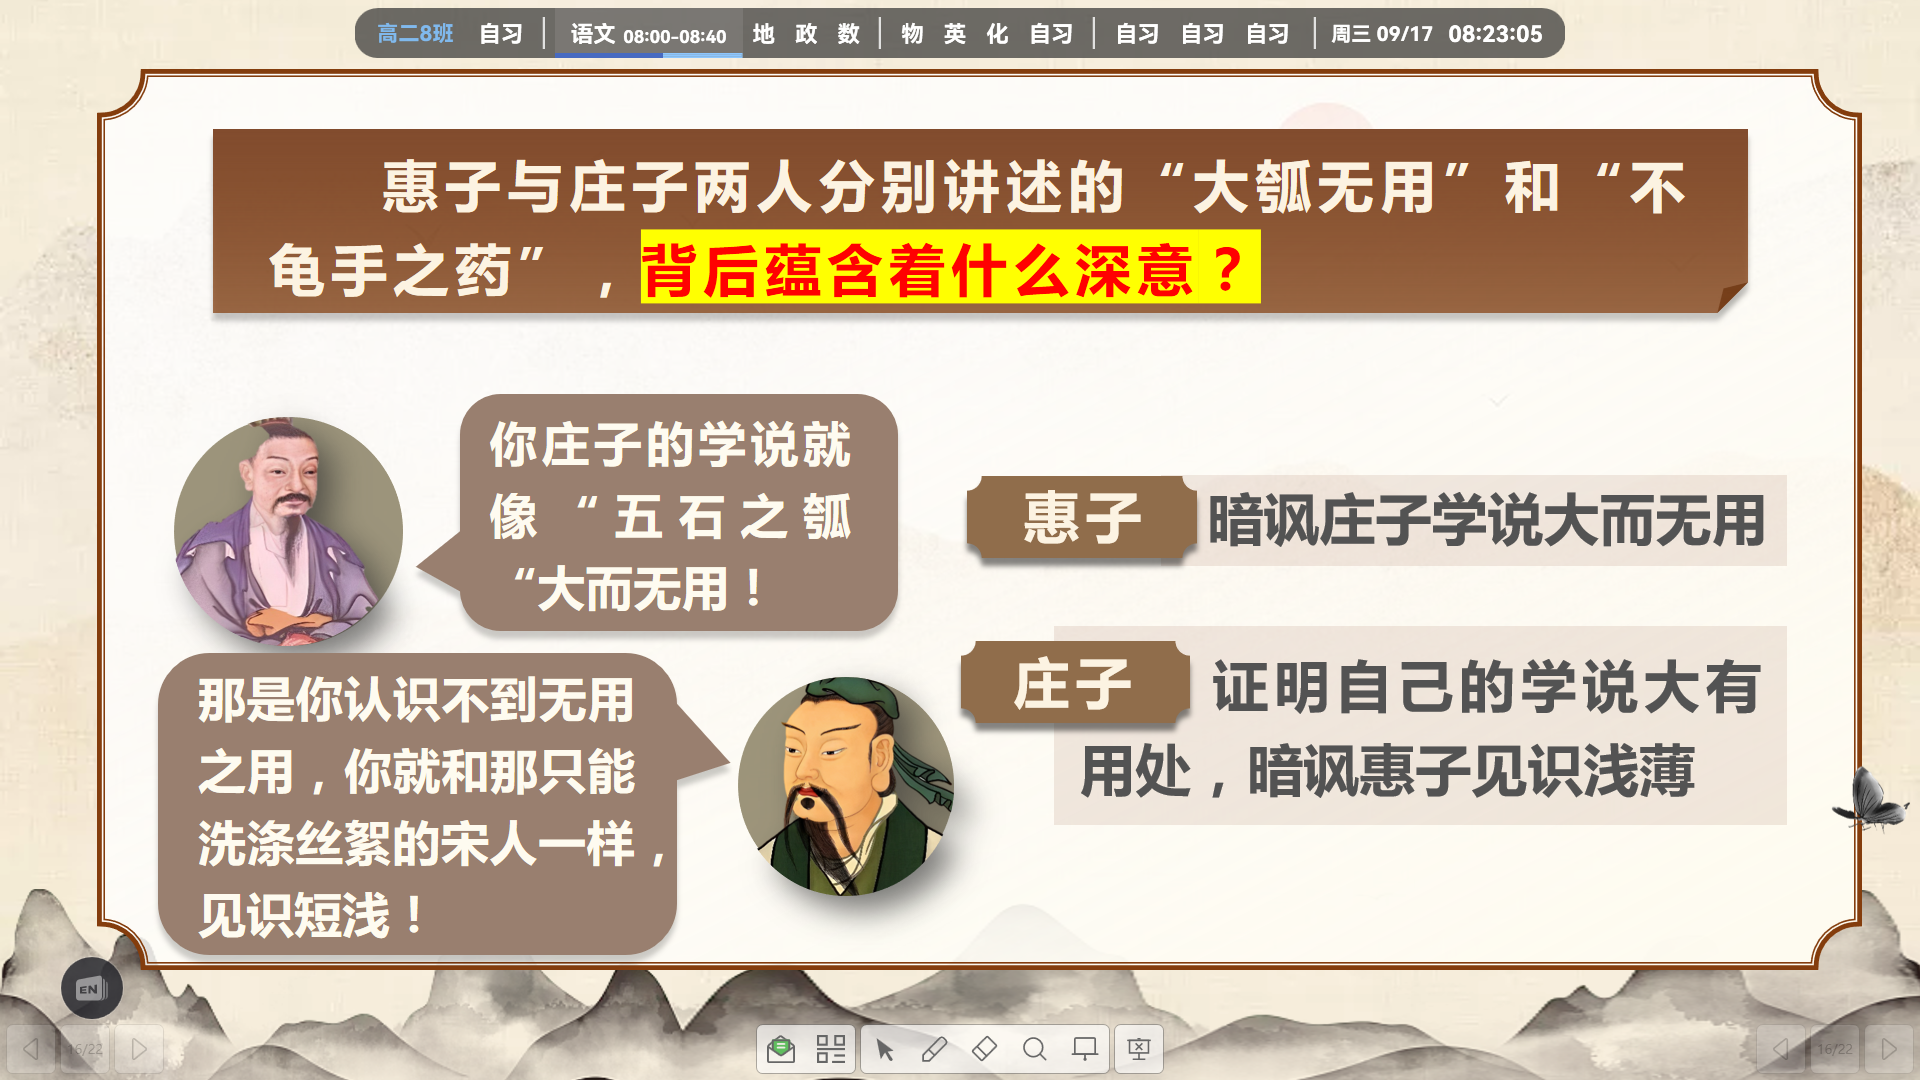 高二8班 自习 | 语文 08:00-08:40 地 政 数 | 物 英 化 自习 | 自习 自习 自习 | 周三 09/17 08:23:05
惠子与庄子两人分别讲述的“大瓠无用”和“不
龟手之药”，背后蕴含着什么深意？
你庄子的学说就
像“五石之瓠
“大而无用！
那是你认识不到无用
之用，你就和那只能
洗涤丝絮的宋人一样，
见识短浅！
惠子 暗讽庄子学说大而无用
庄子 证明自己的学说大有
用处，暗讽惠子见识浅薄
EN
16/22
16/22